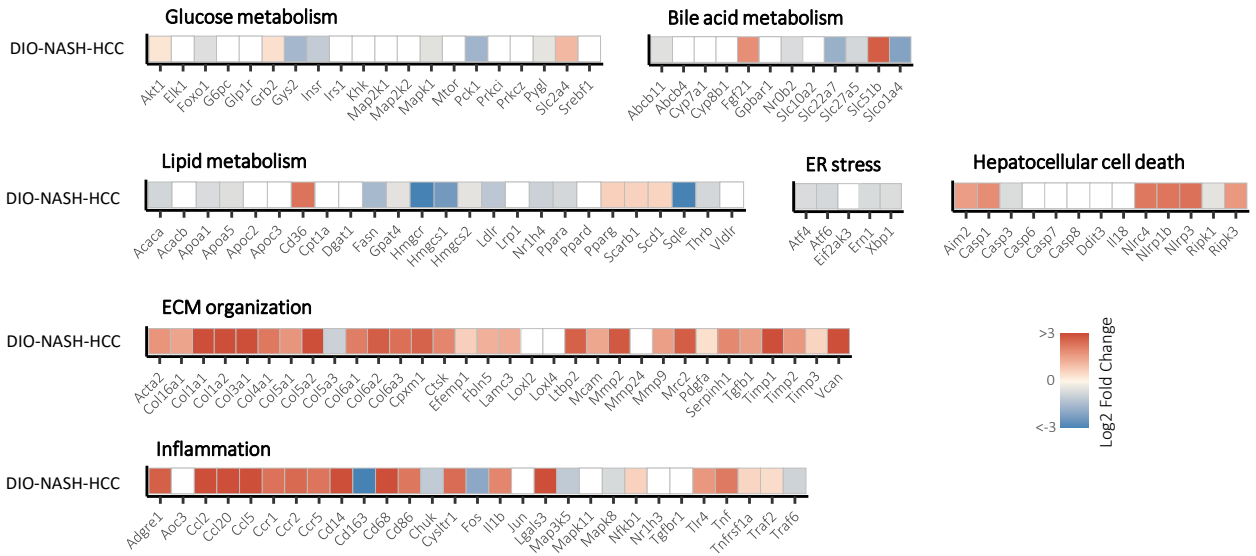 Glucose metabolism
Bile acid metabolism
DIO-NASH-HCC
Akt1 Elk1 Foxo1 G6pc Glp1r Grb2 Gys2 Insr Irs1 Khk Map2k1 Map2k2 Mapk1 Mtor Pck1 Prkci Prkcz Pygl Slc2a4 Srebf1
Abcb11 Abcb4 Cyp7a1 Cyp8b1 Fgf21 Gpbar1 Nr0b2 Slc10a2 Slc22a7 Slc27a5 Slc51b Slco1a4
Lipid metabolism
ER stress
Hepatocellular cell death
DIO-NASH-HCC
Acaca Acacb Apoa1 Apoa5 Apoc2 Apoc3 Cd36 Cpt1a Dgat1 Fasn Gpat4 Hmgcr Hmgcs1 Hmgcs2 Ldlr Lrp1 Nr1h4 Ppara Ppard Pparg Scarb1 Scd1 Sqle Thrb Vldlr
Atf4 Atf6 Eif2ak3 Ern1 Xbp1
Aim2 Casp1 Casp3 Casp6 Casp7 Casp8 Ddit3 Il18 Nlrc4 Nlrp1b Nlrp3 Ripk1 Ripk3
ECM organization
DIO-NASH-HCC
Acta2 Col16a1 Col1a1 Col1a2 Col3a1 Col4a1 Col5a1 Col5a2 Col5a3 Col6a1 Col6a2 Col6a3 Cpxm1 Ctsk Efemp1 Fbln5 Lamc3 Loxl2 Loxl4 Ltbp2 Mcam Mmp2 Mmp24 Mmp9 Mrc2 Pdgfa Serpinh1 Tgfb1 Timp1 Timp2 Timp3 Vcan
>3
0
<-3
Log2 Fold Change
Inflammation
DIO-NASH-HCC
Adgre1 Aoc3 Ccl2 Ccl20 Ccl5 Ccr1 Ccr2 Ccr5 Cd14 Cd163 Cd68 Cd86 Chuk Cysltr1 Fos Il1b Jun Lgals3 Map3k5 Mapk11 Mapk8 Nfkb1 Nr1h3 Tgfbr1 Tlr4 Tnf Tnfrsf1a Traf2 Traf6